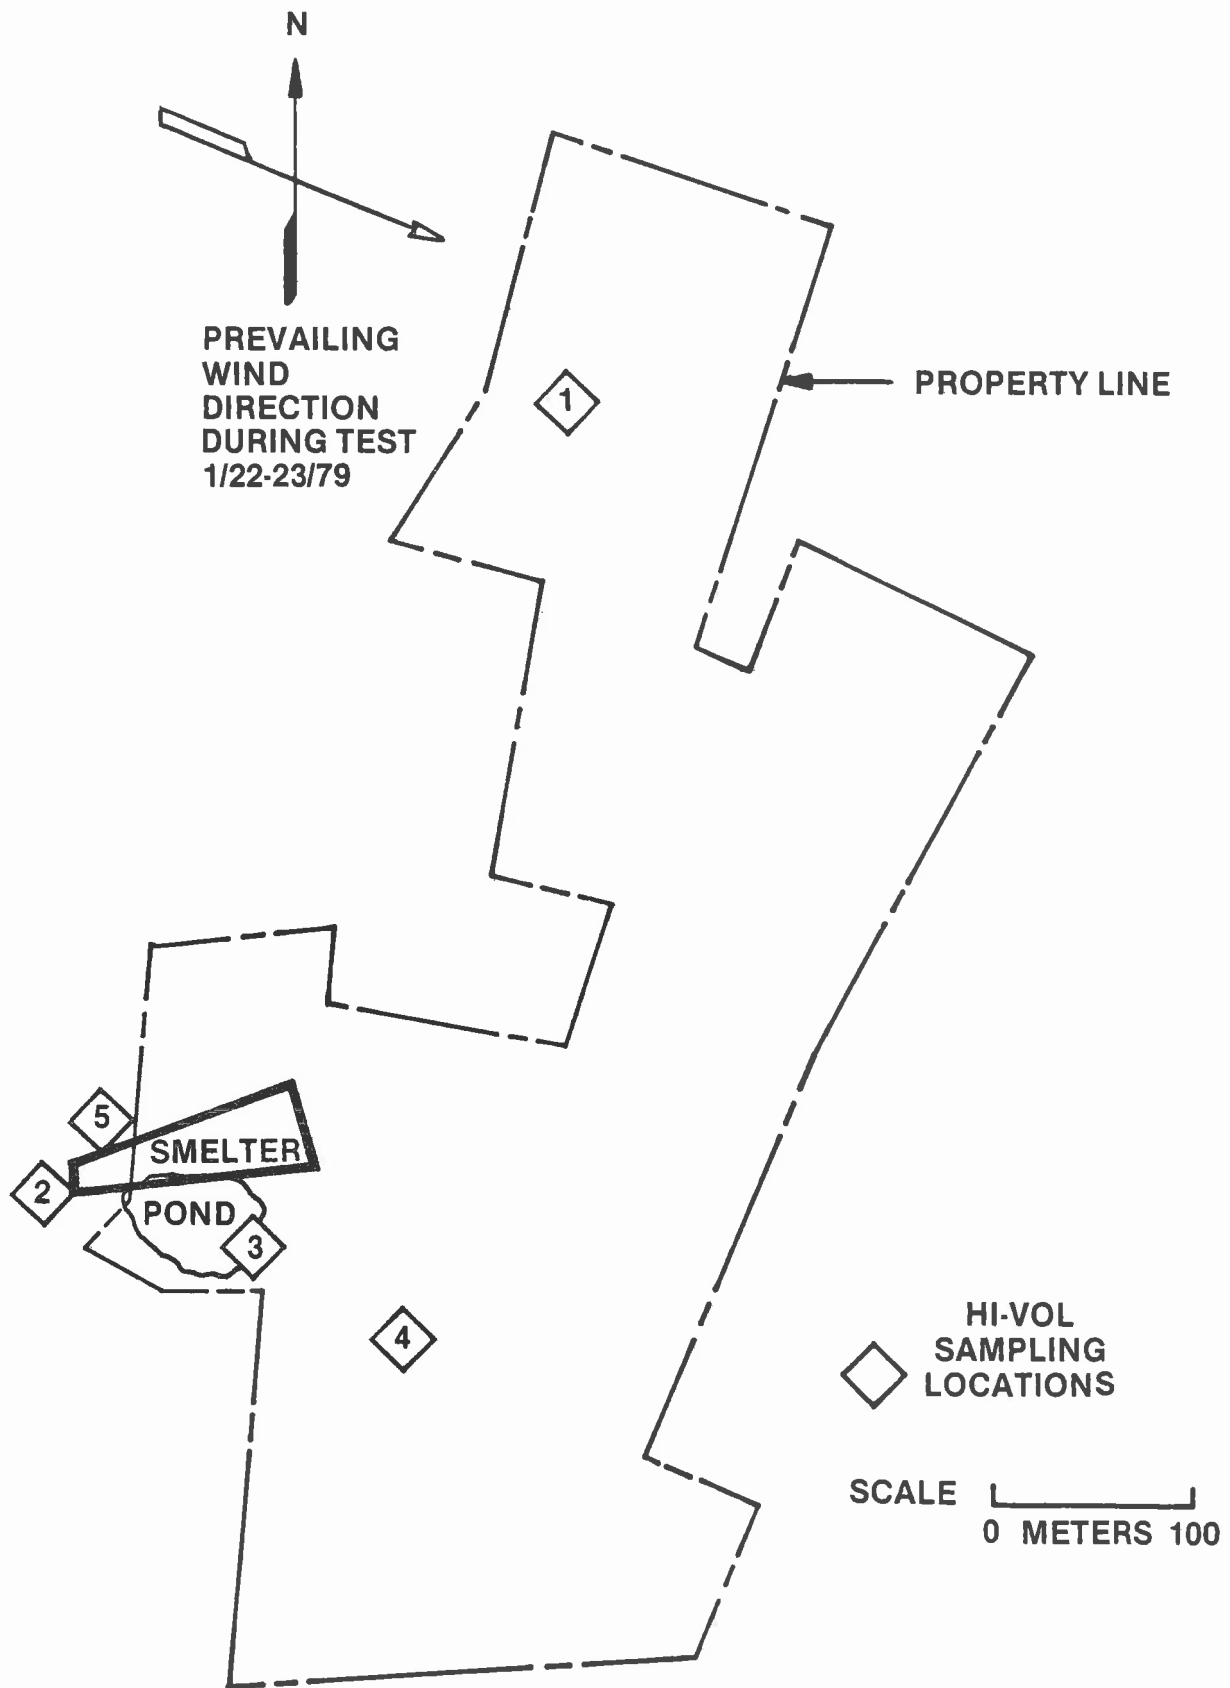 N
PREVAILING
WIND
DIRECTION
DURING TEST
1/22-23/79
1
PROPERTY LINE
5
SMELTER
2
POND
3
4
HI-VOL
SAMPLING
LOCATIONS
SCALE
0 METERS 100